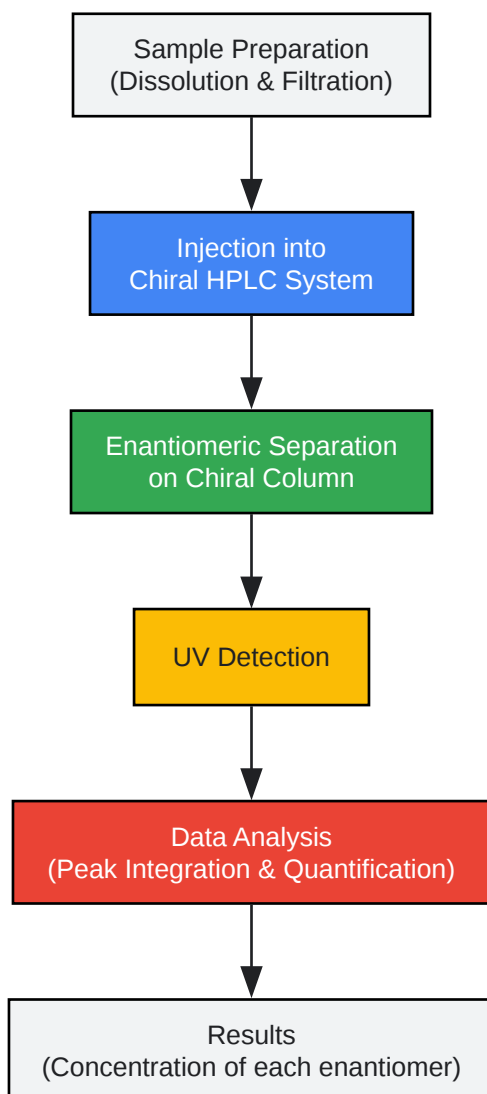 Sample Preparation
(Dissolution & Filtration)
Injection into
Chiral HPLC System
Enantiomeric Separation
on Chiral Column
UV Detection
Data Analysis
(Peak Integration & Quantification)
Results
(Concentration of each enantiomer)